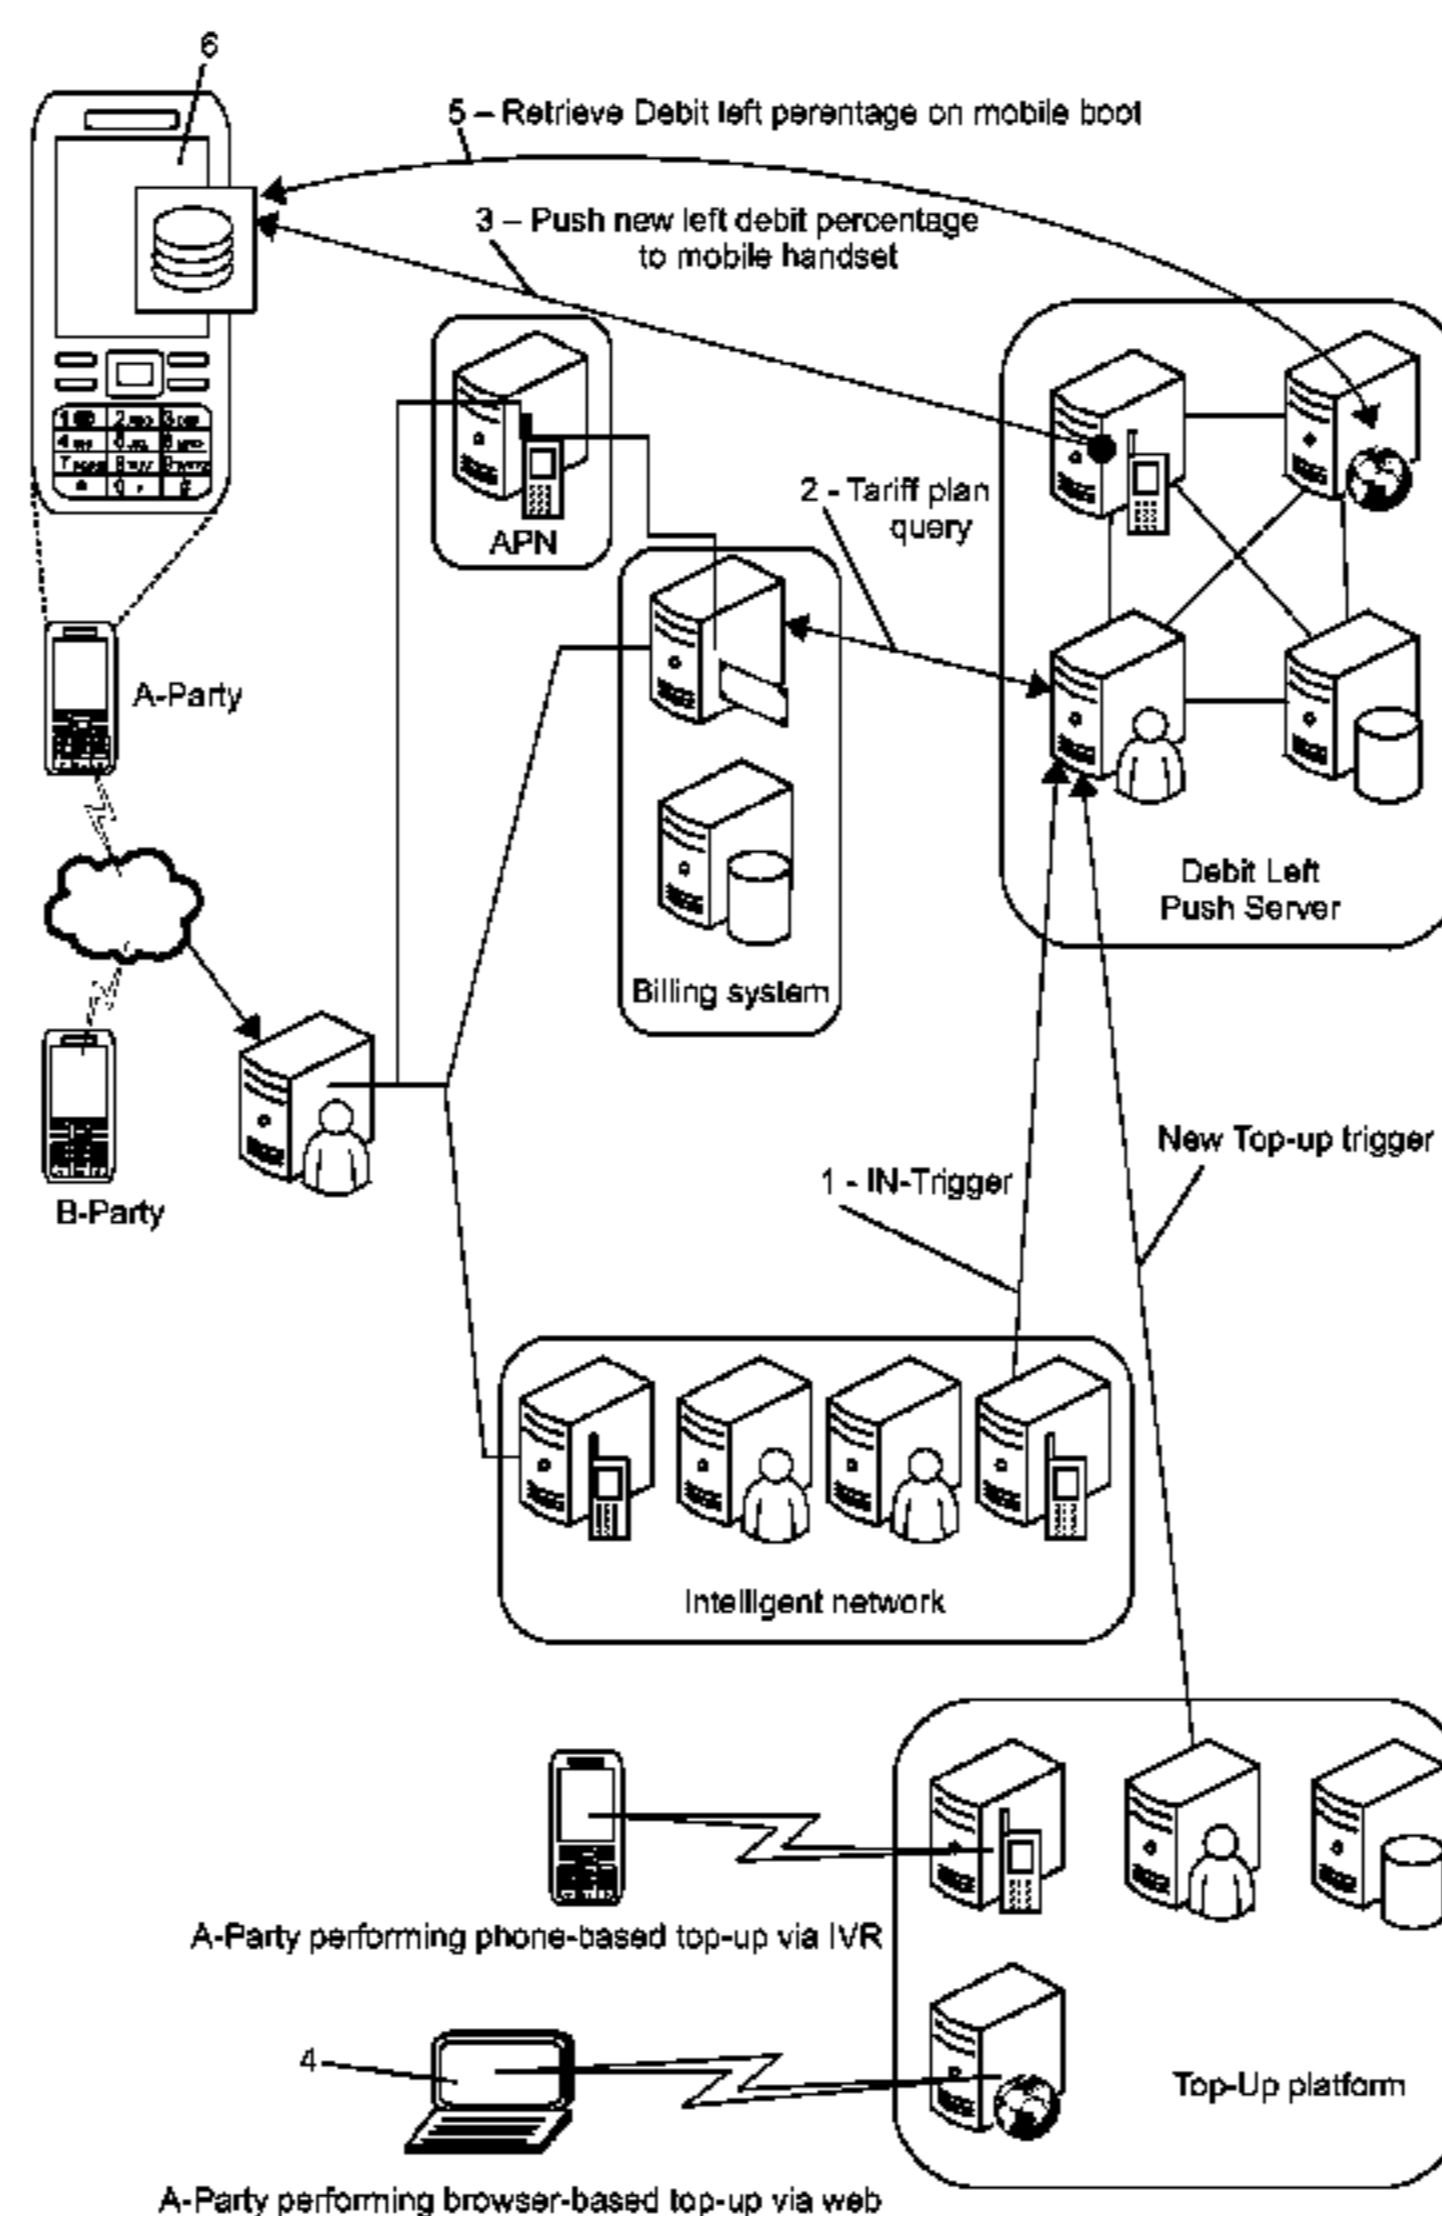 6
5 – Retrieve Debit left perentage on mobile boot
3 – Push new left debit percentage
to mobile handset
APN
2 - Tariff plan
query
A-Party
Debit Left
Push Server
Billing system
B-Party
New Top-up trigger
1 - IN-Trigger
Intelligent network
A-Party performing phone-based top-up via IVR
4
Top-Up platform
A-Party performing browser-based top-up via web